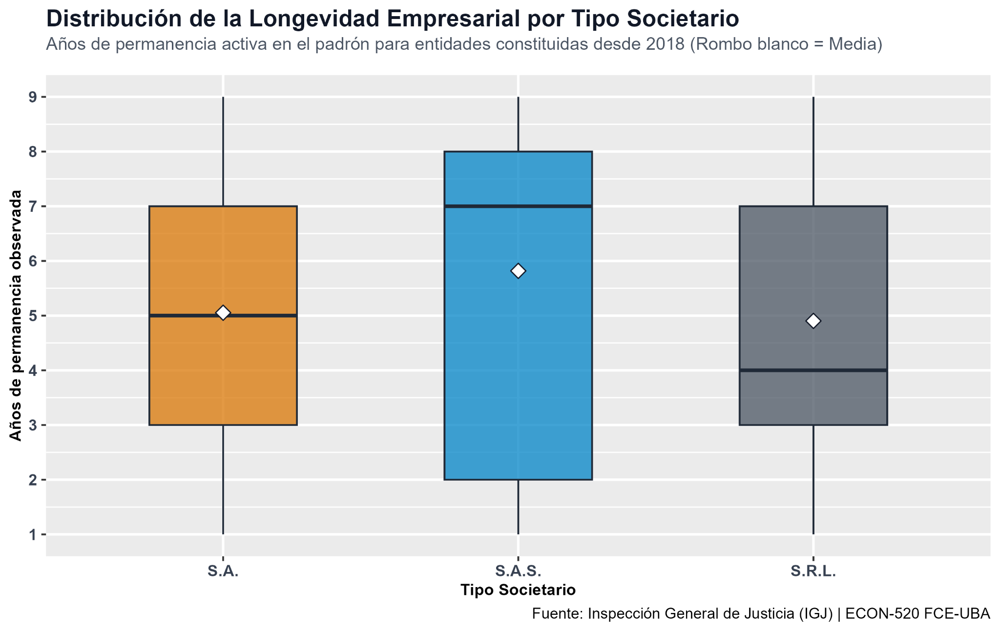 Distribución de la Longevidad Empresarial por Tipo Societario
Años de permanencia activa en el padrón para entidades constituidas desde 2018 (Rombo blanco = Media)
Años de permanencia observada
9
8
7
6
5
4
3
2
1
S.A.
S.A.S.
S.R.L.
Tipo Societario
Fuente: Inspección General de Justicia (IGJ) | ECON-520 FCE-UBA